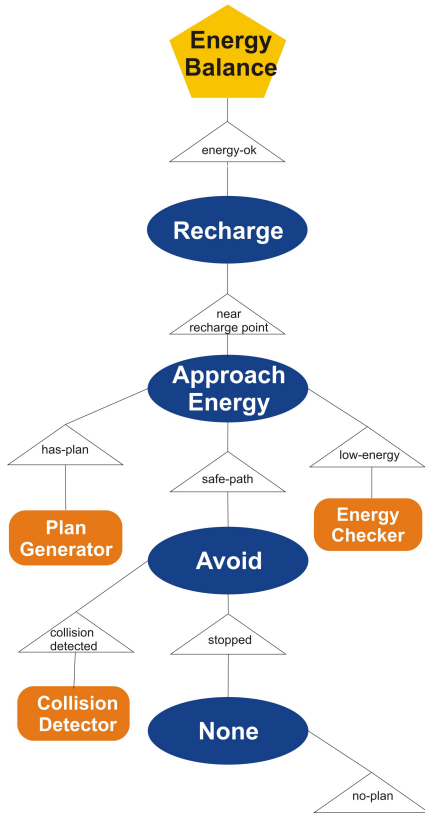 Energy
Balance
energy-ok
Recharge
near
recharge point
Approach
Energy
has-plan
low-energy
safe-path
Plan
Generator
Energy
Checker
Avoid
collision
detected
stopped
Collision
Detector
None
no-plan